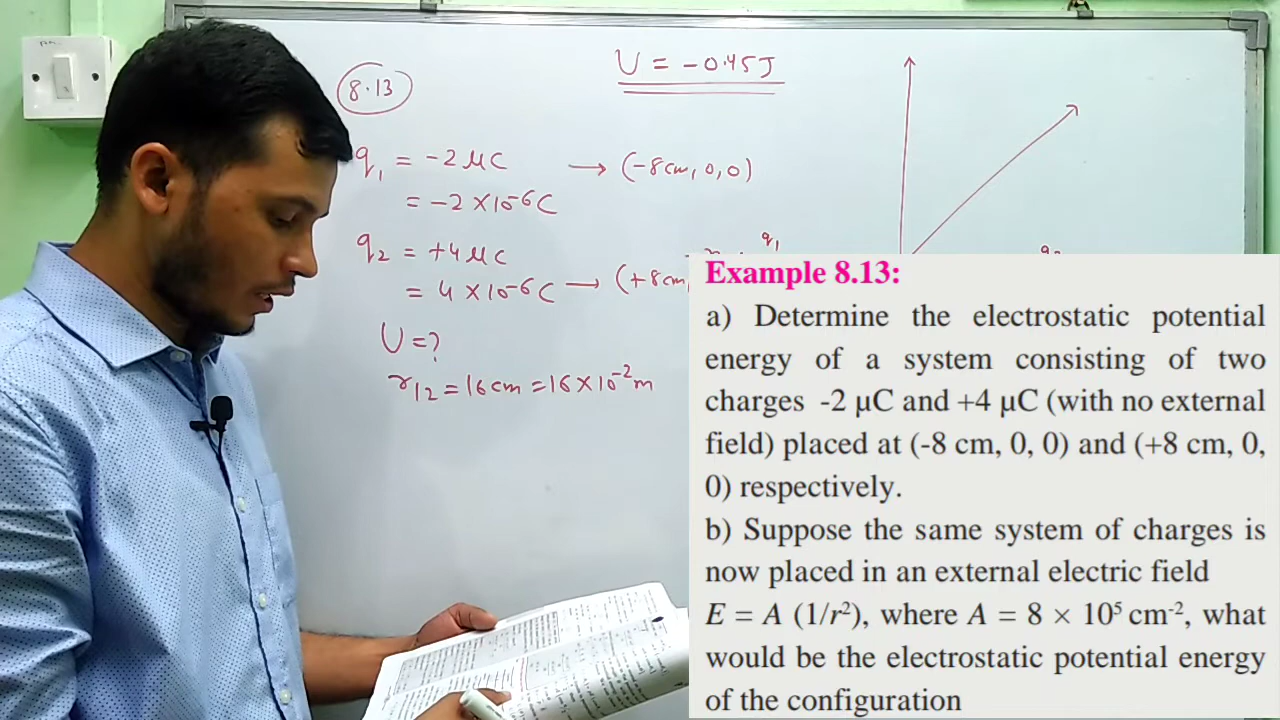 8.13
U = -0.45J
q₁ = -2 μC → (-8cm, 0, 0)
= -2 × 10⁻⁶ C
q₂ = +4 μC
= 4 × 10⁻⁶ C → (+8cm,
U = ?
r₁₂ = 16 cm = 16 × 10⁻² m
q₁
q₂
Example 8.13:
a) Determine the electrostatic potential
energy of a system consisting of two
charges -2 μC and +4 μC (with no external
field) placed at (-8 cm, 0, 0) and (+8 cm, 0,
0) respectively.
b) Suppose the same system of charges is
now placed in an external electric field
E = A (1/r²), where A = 8 × 10⁵ cm⁻², what
would be the electrostatic potential energy
of the configuration